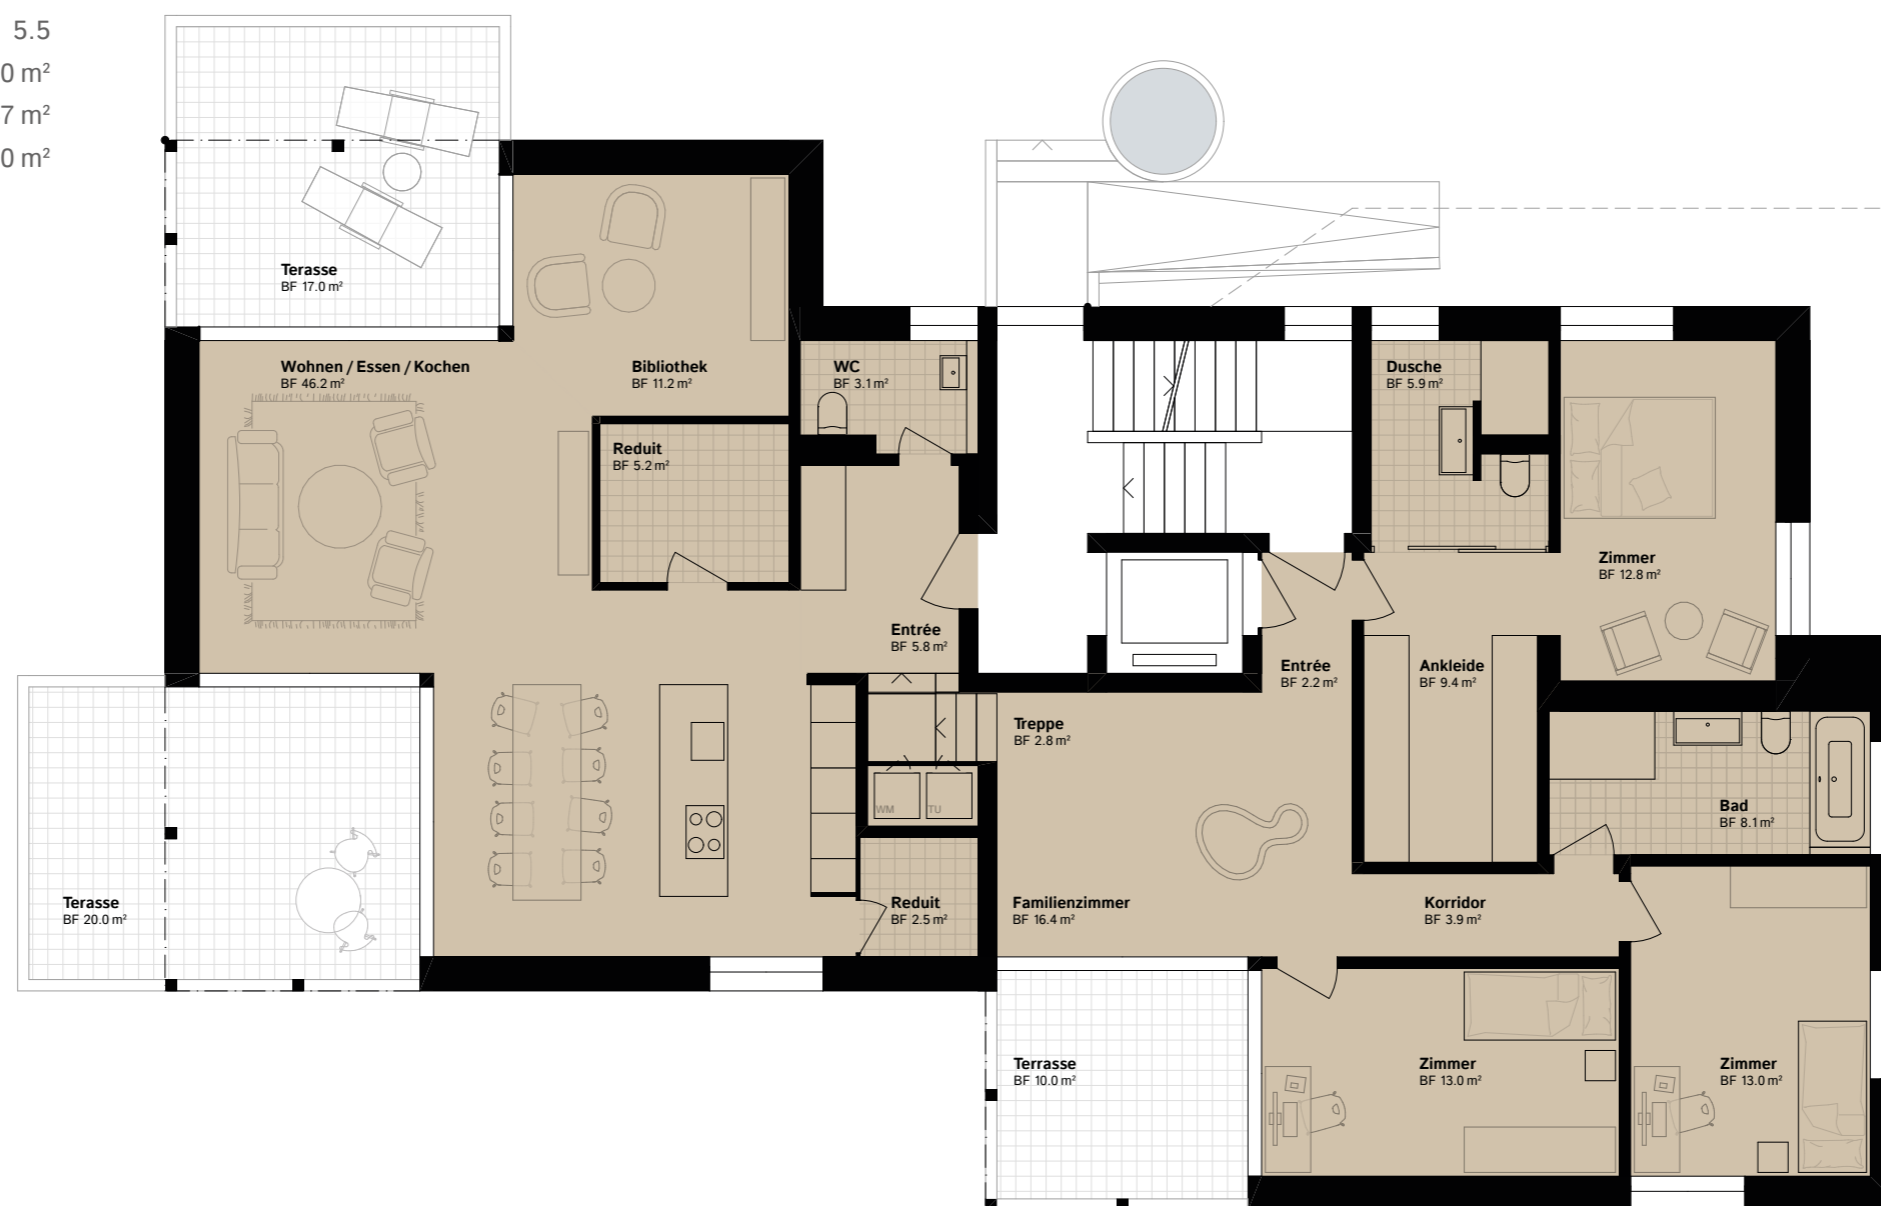 5.5
0 m²
7 m²
0 m²
Terasse
BF 17.0 m²
Wohnen / Essen / Kochen
BF 46.2 m²
Bibliothek
BF 11.2 m²
WC
BF 3.1 m²
Dusche
BF 5.9 m²
Reduit
BF 5.2 m²
Zimmer
BF 12.8 m²
Entrée
BF 5.8 m²
Entrée
BF 2.2 m²
Ankleide
BF 9.4 m²
Treppe
BF 2.8 m²
WM
TU
Bad
BF 8.1 m²
Terasse
BF 20.0 m²
Reduit
BF 2.5 m²
Familienzimmer
BF 16.4 m²
Korridor
BF 3.9 m²
Terrasse
BF 10.0 m²
Zimmer
BF 13.0 m²
Zimmer
BF 13.0 m²